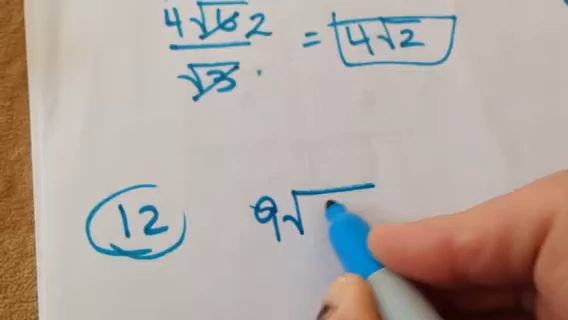 4√6 2
√3 . = 4√2
12 9√